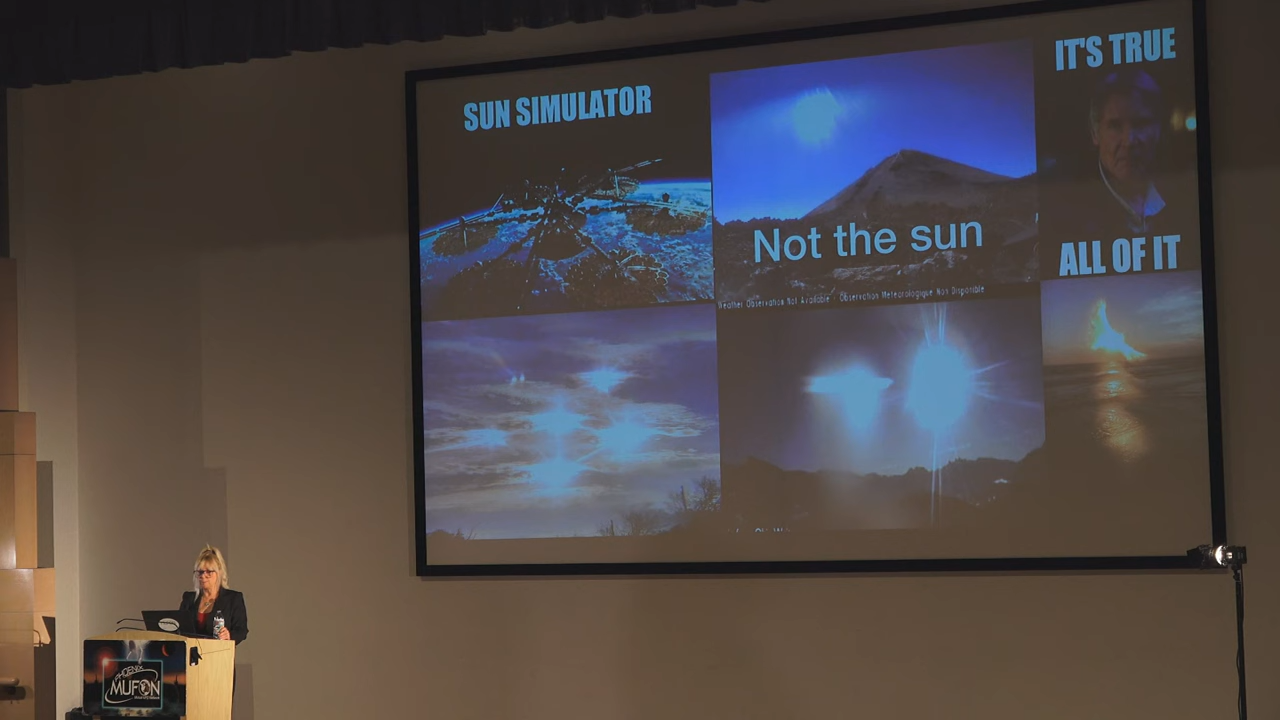 SUN SIMULATOR
IT'S TRUE
ALL OF IT
Not the sun
Weather Observation Not Available - Observation Meteorologique Non Disponible
PHOENIX
MUFON